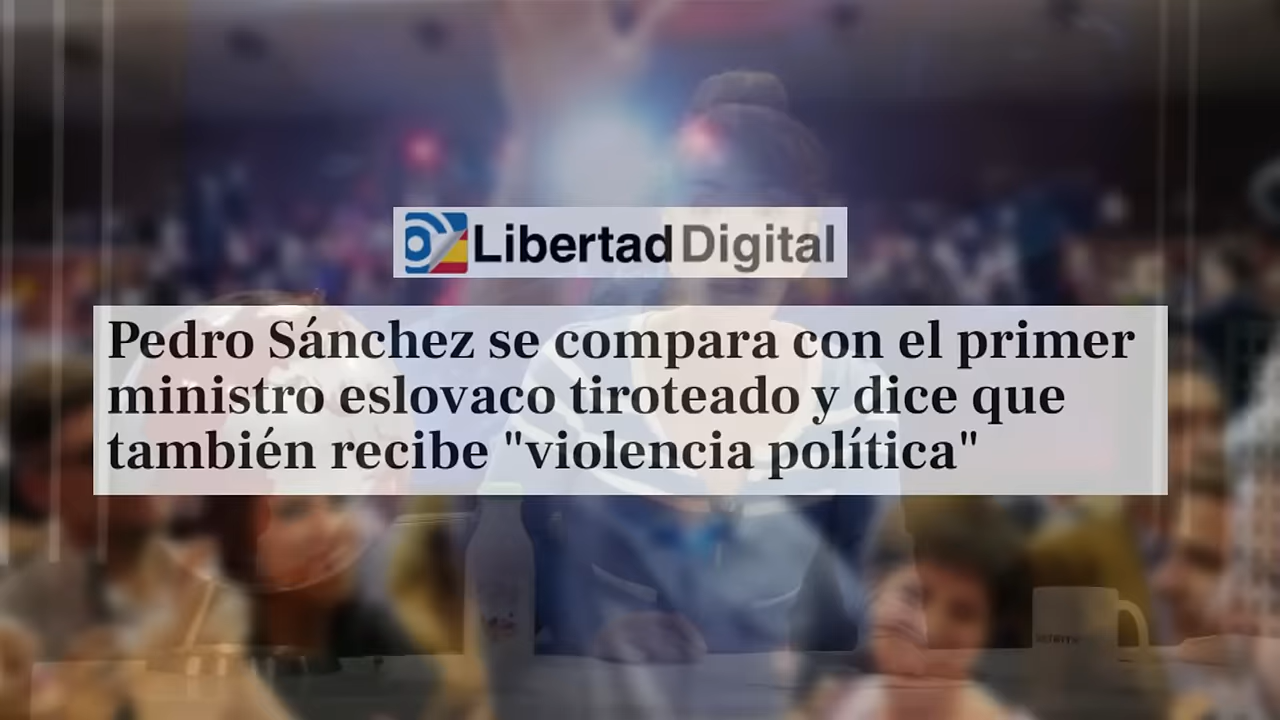 Libertad Digital
Pedro Sánchez se compara con el primer
ministro eslovaco tiroteado y dice que
también recibe "violencia política"